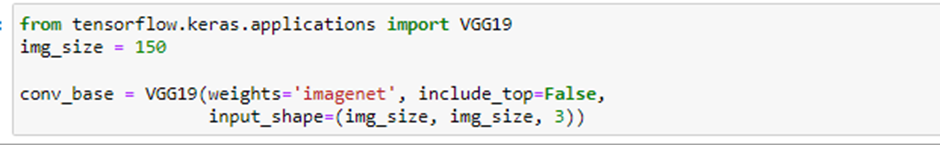 from tensorflow.keras.applications import VGG19
img_size = 150
conv_base = VGG19(weights='imagenet', include_top=False,
input_shape=(img_size, img_size, 3))